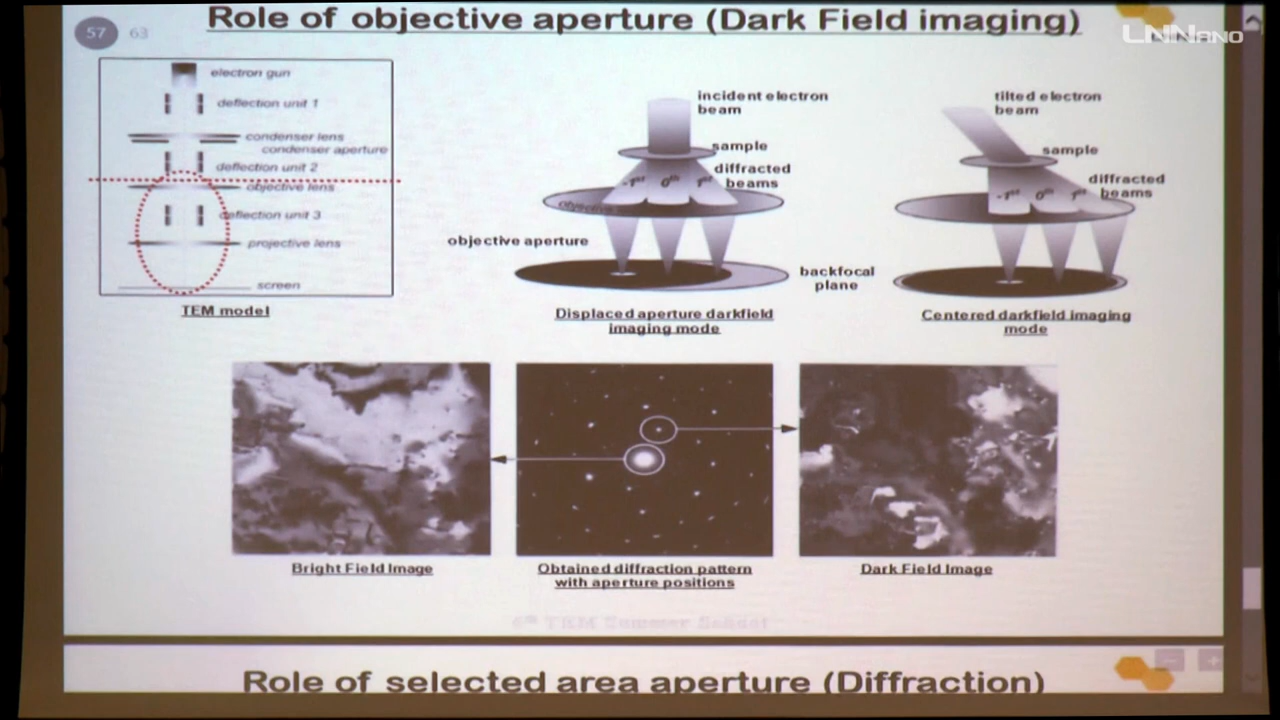 Role of objective aperture (Dark Field imaging)
57
63
LNNANO
electron gun
deflection unit 1
condenser lens
condenser aperture
deflection unit 2
objective lens
deflection unit 3
projective lens
screen
TEM model
incident electron
beam
sample
diffracted
beams
-1st 0th 1st
objective aperture
backfocal
plane
Displaced aperture darkfield
imaging mode
tilted electron
beam
sample
diffracted
beams
-1st 0th 1st
Centered darkfield imaging
mode
Bright Field Image
Obtained diffraction pattern
with aperture positions
Dark Field Image
TEM Summer School
Role of selected area aperture (Diffraction)